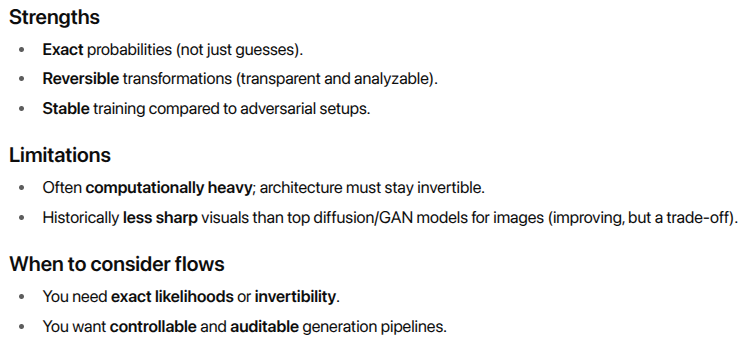 Strengths
• Exact probabilities (not just guesses).
• Reversible transformations (transparent and analyzable).
• Stable training compared to adversarial setups.
Limitations
• Often computationally heavy; architecture must stay invertible.
• Historically less sharp visuals than top diffusion/GAN models for images (improving, but a trade-off).
When to consider flows
• You need exact likelihoods or invertibility.
• You want controllable and auditable generation pipelines.